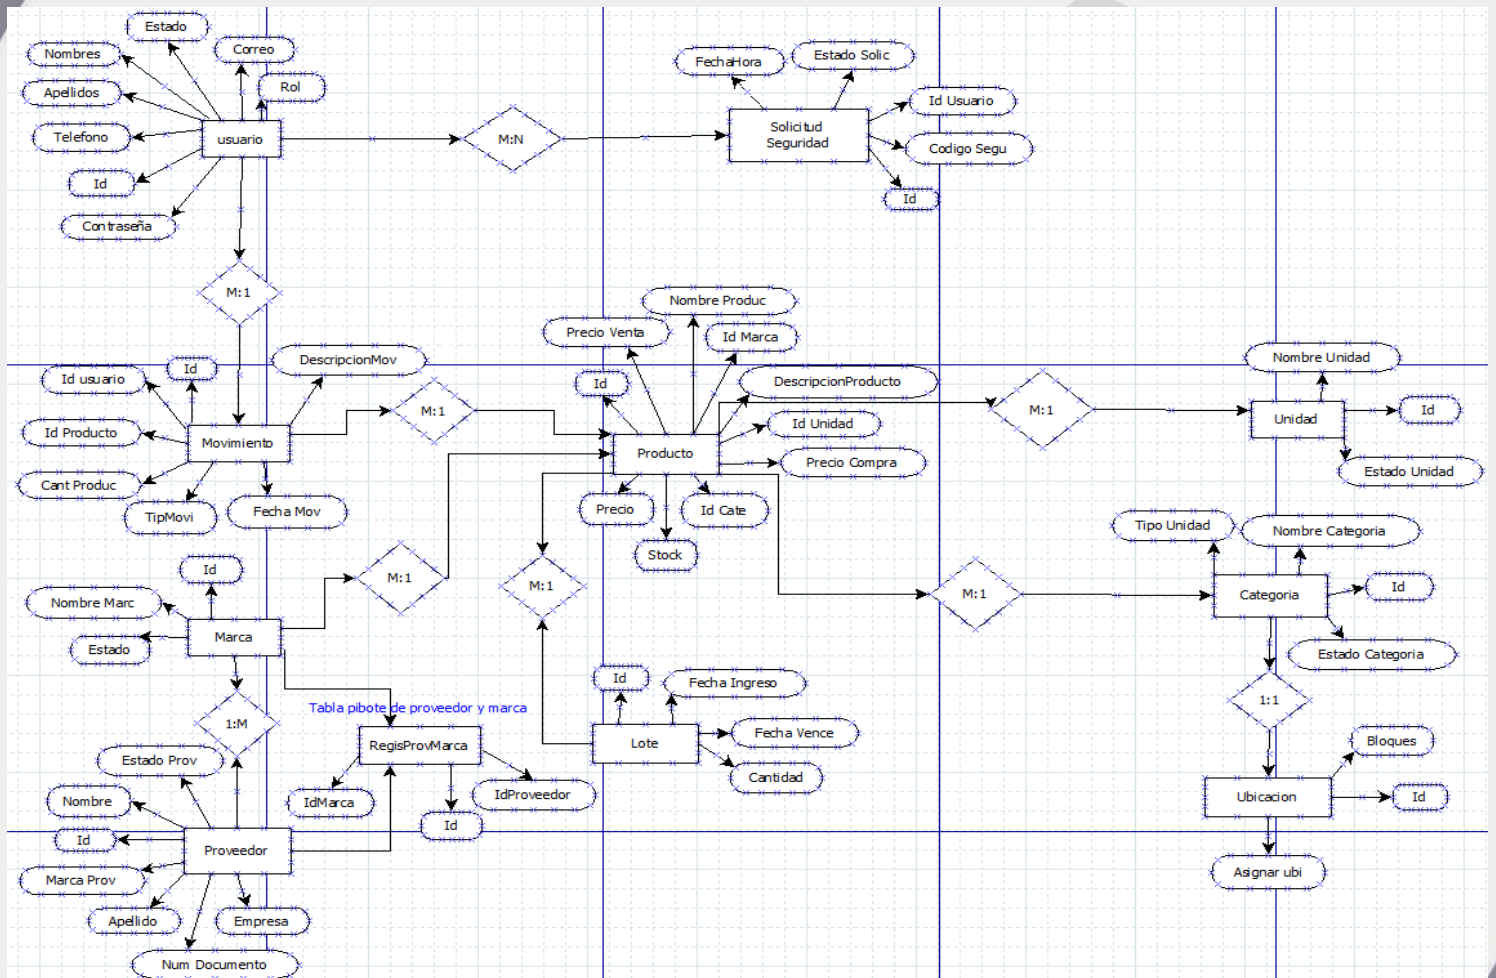 Estado
Nombres
Correo
Apellidos
Rol
Telefono
usuario
Id
Contraseña
M:N
FechaHora
Estado Solic
Id Usuario
Solicitud
Seguridad
Codigo Segu
Id
M:1
Id
DescripcionMov
Id usuario
Id Producto
Movimiento
Cant Produc
TipMovi
Fecha Mov
M:1
Nombre Produc
Precio Venta
Id Marca
Id
DescripcionProducto
Id Unidad
Producto
Precio Compra
Precio
Id Cate
Stock
M:1
Nombre Unidad
Id
Unidad
Estado Unidad
Tipo Unidad
Nombre Categoria
M:1
Categoria
Id
Estado Categoria
1:1
Bloques
Ubicacion
Id
Asignar ubi
Id
Nombre Marc
Marca
Estado
M:1
M:1
1:M
Tabla pibote de proveedor y marca
RegisProvMarca
IdMarca
IdProveedor
Id
Id
Fecha Ingreso
Lote
Fecha Vence
Cantidad
Estado Prov
Nombre
Id
Proveedor
Marca Prov
Apellido
Empresa
Num Documento